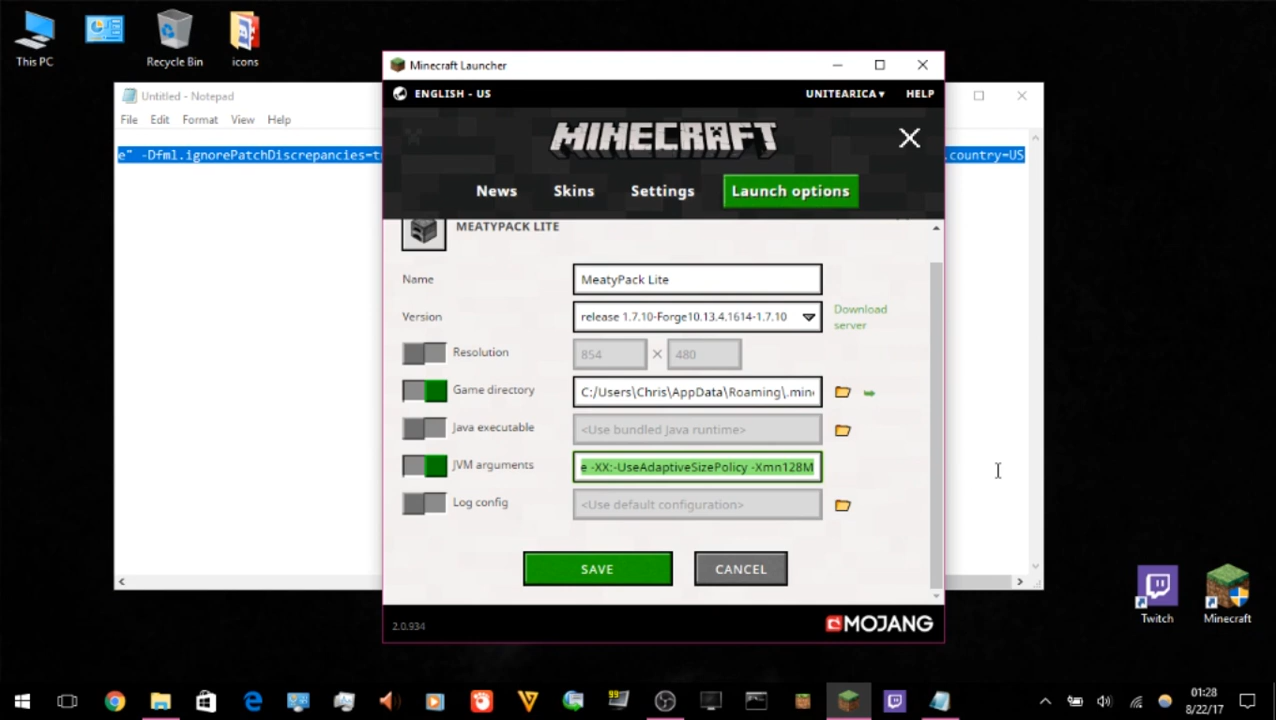 This PC
Recycle Bin
icons
Untitled - Notepad
File Edit Format View Help
e" -Dfml.ignorePatchDiscrepancies=t
.country=US
Minecraft Launcher
ENGLISH - US
UNITEARICA▾ HELP
MINECRAFT
News Skins Settings Launch options
MEATYPACK LITE
Name MeatyPack Lite
Version release 1.7.10-Forge10.13.4.1614-1.7.10
Download
server
Resolution 854 × 480
Game directory C:/Users\Chris\AppData\Roaming\.min
Java executable <Use bundled Java runtime>
JVM arguments e -XX:-UseAdaptiveSizePolicy -Xmn128M
Log config <Use default configuration>
SAVE CANCEL
2.0.934
MOJANG
Twitch
Minecraft
99
01:28
8/22/17